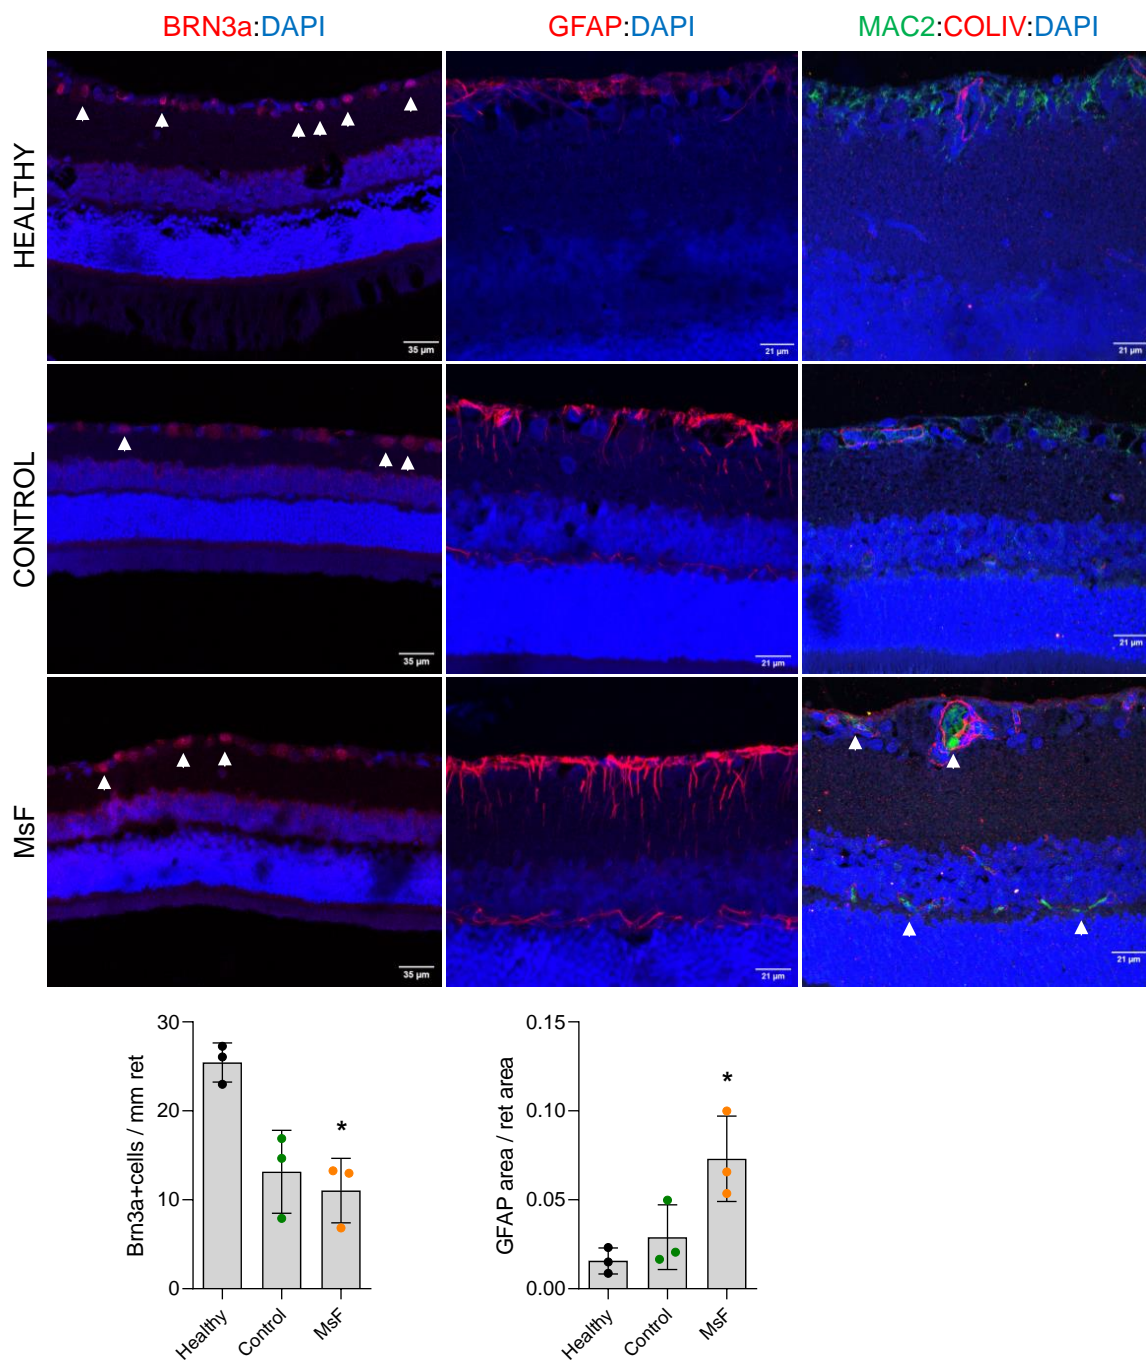 BRN3a:DAPI
GFAP:DAPI
MAC2:COLIV:DAPI
HEALTHY
35 µm
21 µm
21 µm
CONTROL
35 µm
21 µm
21 µm
MsF
35 µm
21 µm
21 µm
Brn3a+cells / mm ret
30
20
10
0
*
Healthy
Control
MsF
GFAP area / ret area
0.15
0.10
0.05
0.00
*
Healthy
Control
MsF